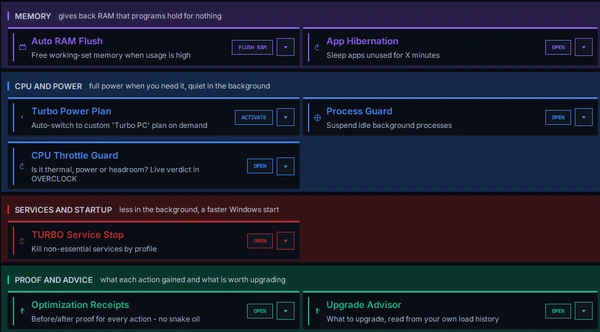 MEMORY gives back RAM that programs hold for nothing
Auto RAM Flush
Free working-set memory when usage is high
FLUSH RAM
App Hibernation
Sleep apps unused for X minutes
OPEN
CPU AND POWER full power when you need it, quiet in the background
Turbo Power Plan
Auto-switch to custom 'Turbo PC' plan on demand
ACTIVATE
Process Guard
Suspend idle background processes
OPEN
CPU Throttle Guard
Is it thermal, power or headroom? Live verdict in
OVERCLOCK
OPEN
SERVICES AND STARTUP less in the background, a faster Windows start
TURBO Service Stop
Kill non-essential services by profile
OPEN
PROOF AND ADVICE what each action gained and what is worth upgrading
Optimization Receipts
Before/after proof for every action - no snake oil
OPEN
Upgrade Advisor
What to upgrade, read from your own load history
OPEN